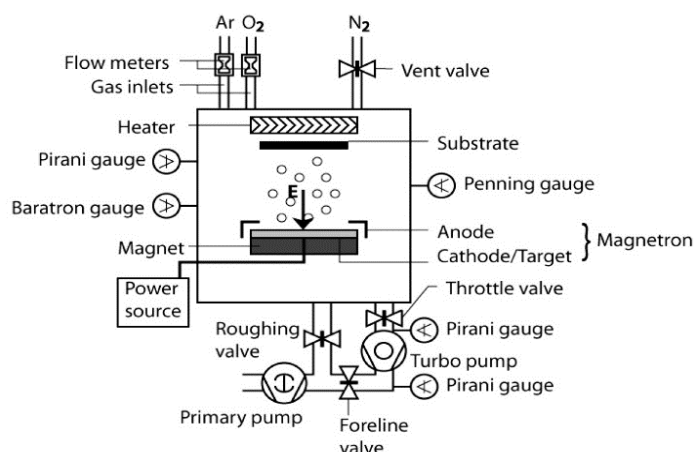 Ar O₂
N₂
Flow meters
Gas inlets
Vent valve
Heater
Substrate
Pirani gauge
Penning gauge
E
Baratron gauge
Anode
Magnet
Cathode/Target
Magnetron
Power
source
Throttle valve
Roughing
valve
Pirani gauge
Turbo pump
Pirani gauge
Primary pump
Foreline
valve